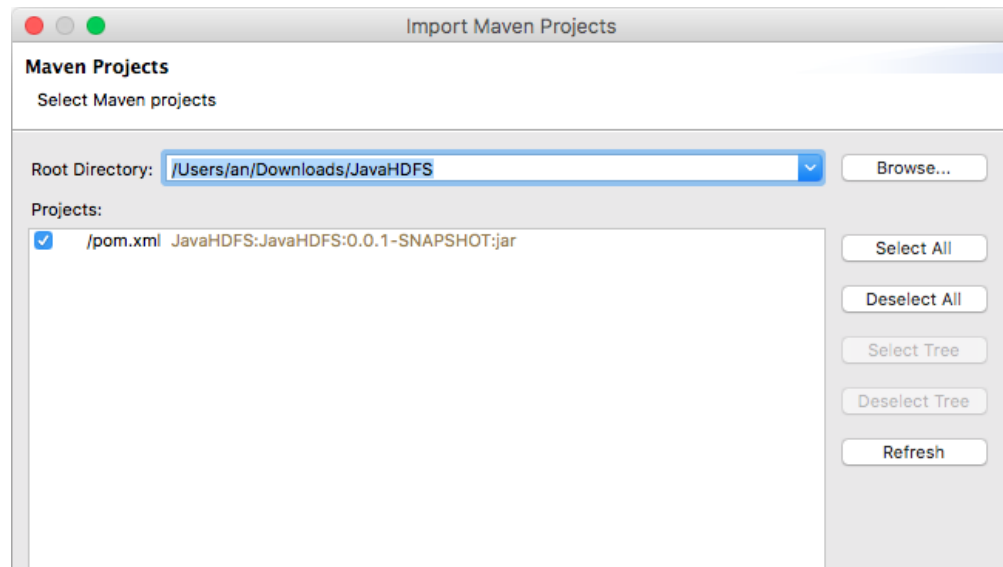 Import Maven Projects
Maven Projects
Select Maven projects
Root Directory: /Users/an/Downloads/JavaHDFS Browse...
Projects:
/pom.xml JavaHDFS:JavaHDFS:0.0.1-SNAPSHOT:jar
Select All
Deselect All
Select Tree
Deselect Tree
Refresh